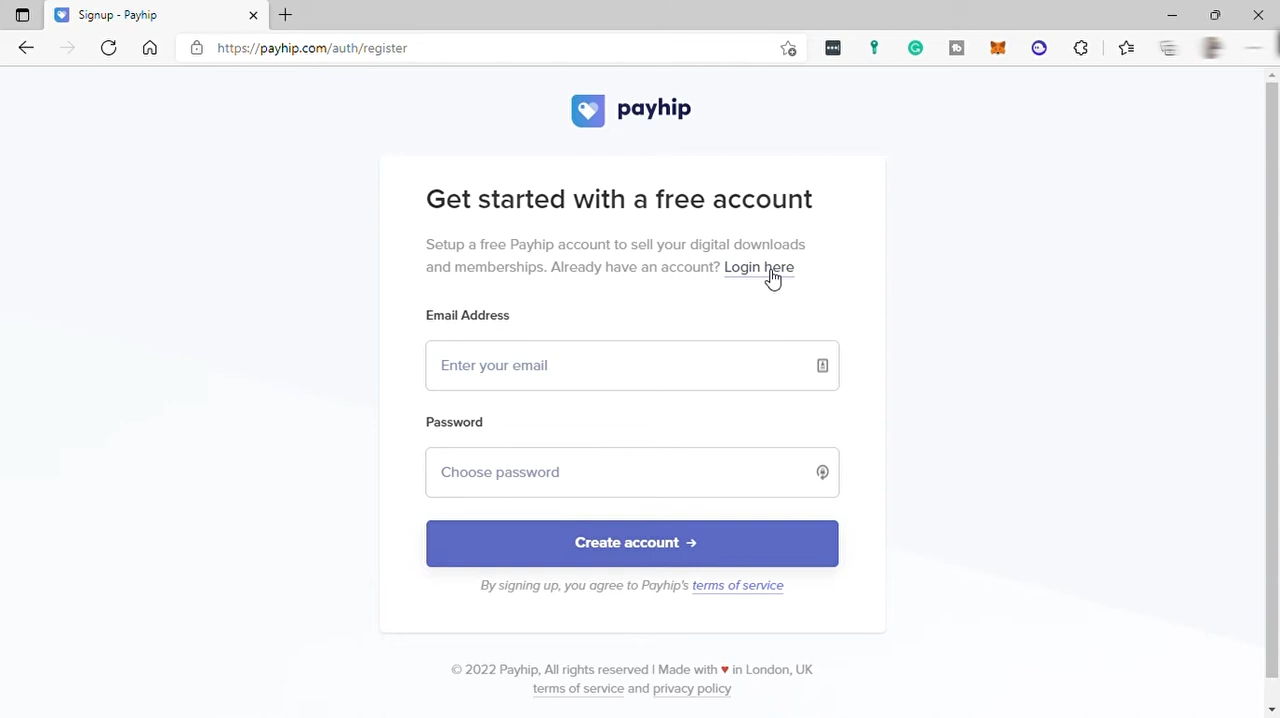 Signup - Payhip
https://payhip.com/auth/register
payhip
Get started with a free account
Setup a free Payhip account to sell your digital downloads
and memberships. Already have an account? Login here
Email Address
Enter your email
Password
Choose password
Create account →
By signing up, you agree to Payhip's terms of service
© 2022 Payhip, All rights reserved | Made with ♥ in London, UK
terms of service and privacy policy